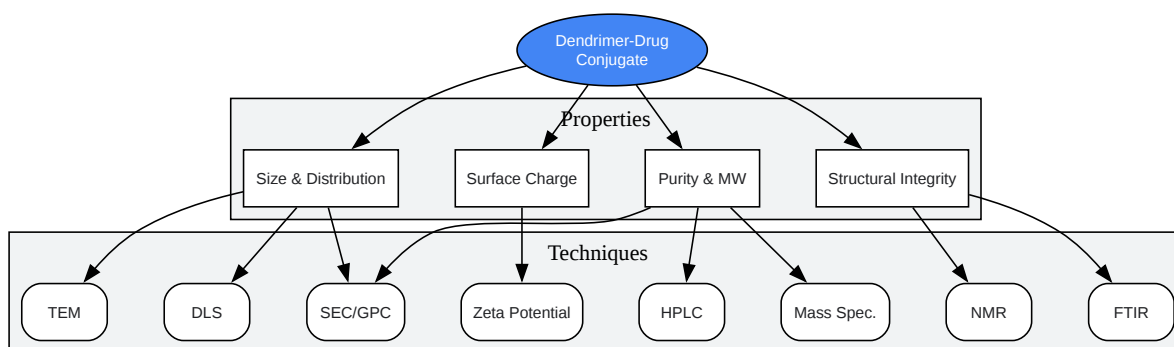 Dendrimer-Drug
Conjugate
Properties
Size & Distribution
Surface Charge
Purity & MW
Structural Integrity
Techniques
TEM
DLS
SEC/GPC
Zeta Potential
HPLC
Mass Spec.
NMR
FTIR